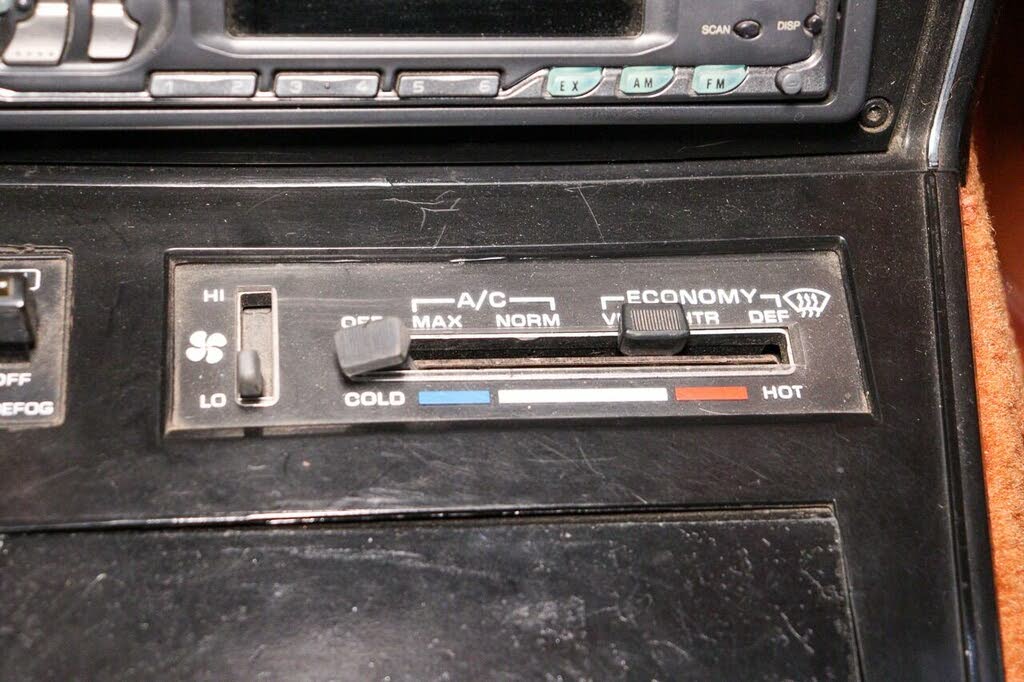 SCAN DISP
1 2 3 4 5 6 EX AM FM
HI A/C ECONOMY
MAX NORM DEF
OFF
LO COLD HOT